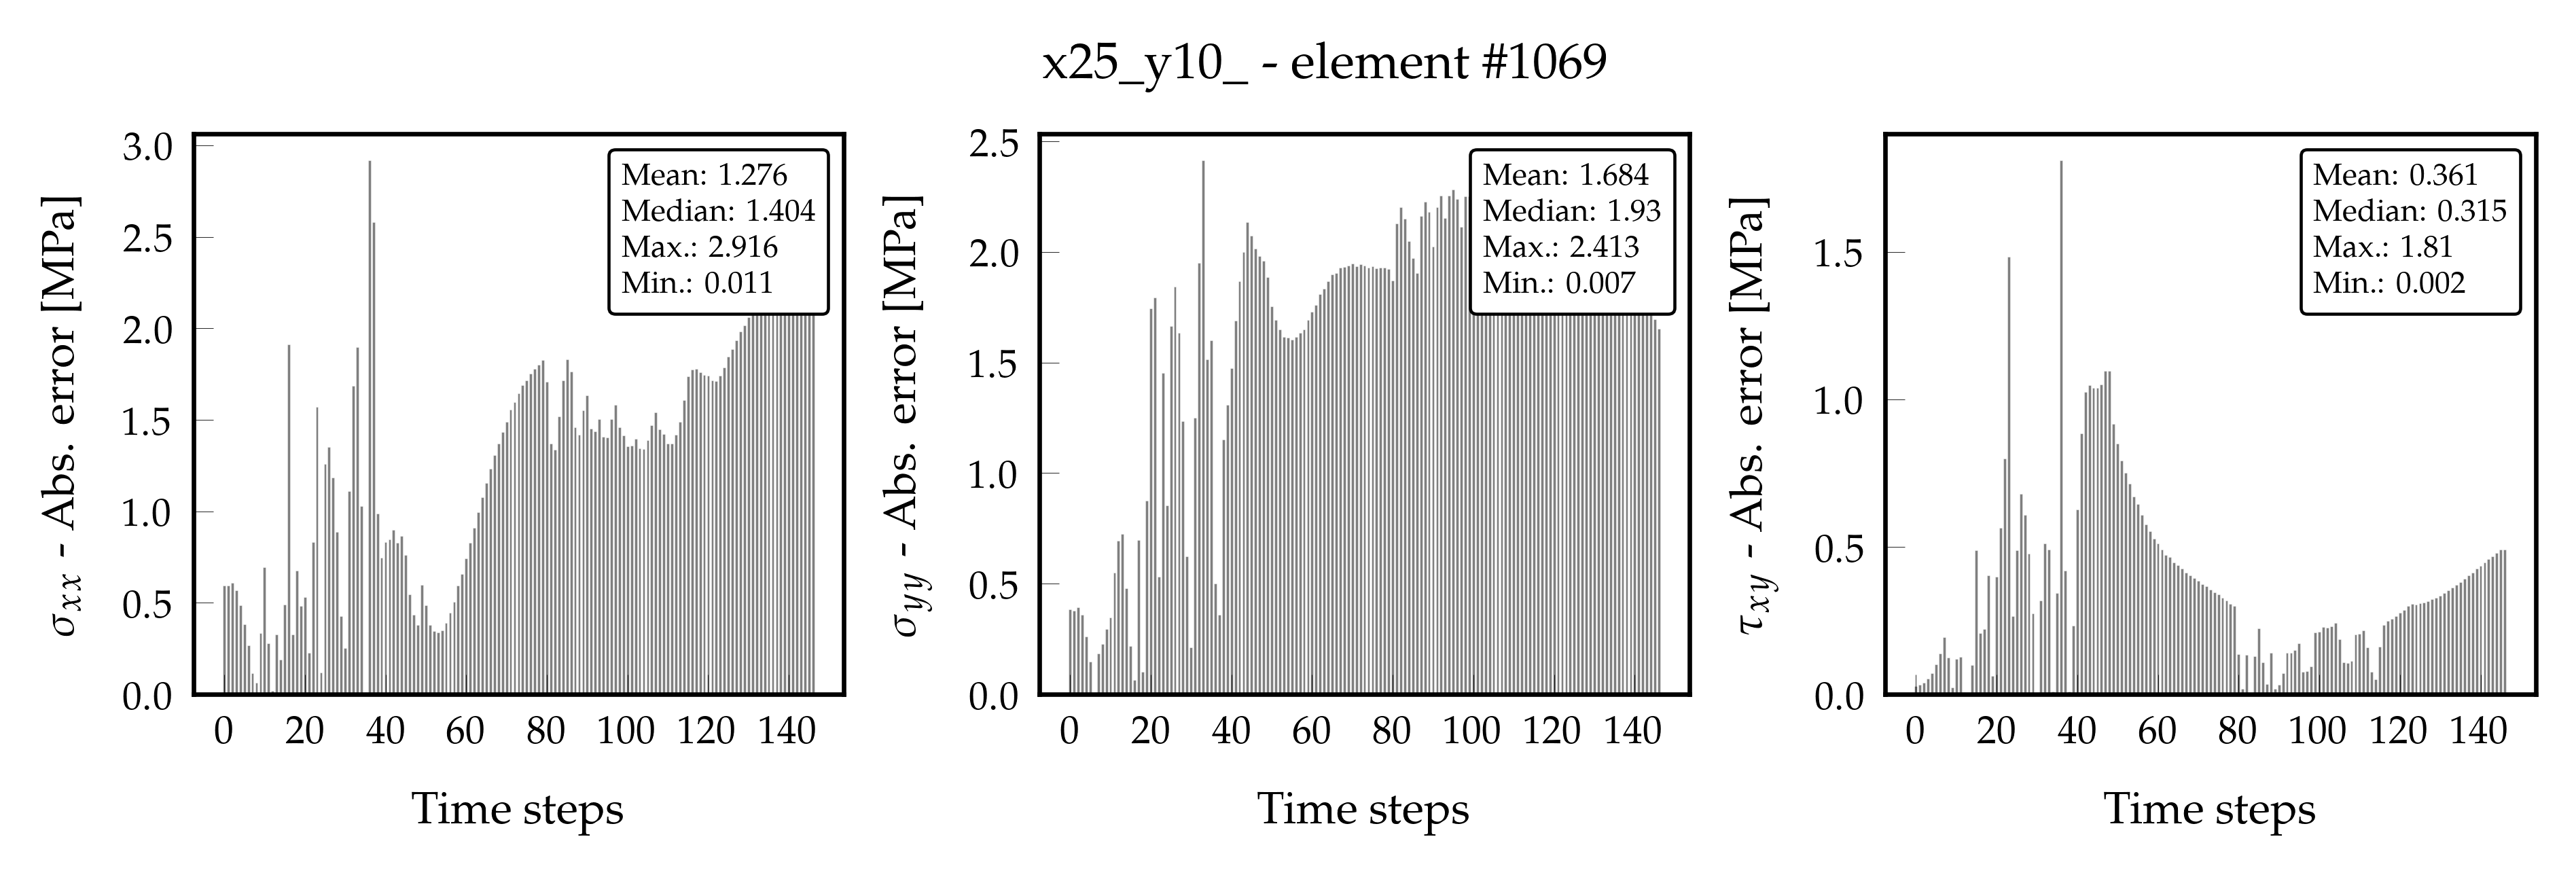 x25_y10_ - element #1069
σxx - Abs. error [MPa]
3.0
2.5
2.0
1.5
1.0
0.5
0.0
Mean: 1.276
Median: 1.404
Max.: 2.916
Min.: 0.011
0 20 40 60 80 100 120 140
Time steps
σyy - Abs. error [MPa]
2.5
2.0
1.5
1.0
0.5
0.0
Mean: 1.684
Median: 1.93
Max.: 2.413
Min.: 0.007
0 20 40 60 80 100 120 140
Time steps
τxy - Abs. error [MPa]
1.5
1.0
0.5
0.0
Mean: 0.361
Median: 0.315
Max.: 1.81
Min.: 0.002
0 20 40 60 80 100 120 140
Time steps